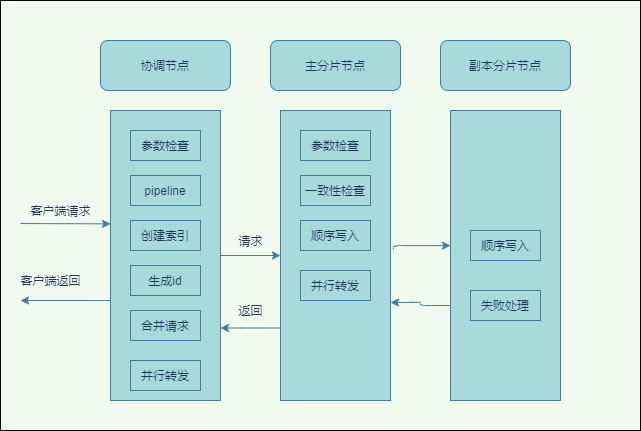 协调节点
主分片节点
副本分片节点
参数检查
pipeline
创建索引
生成id
合并请求
并行转发
参数检查
一致性检查
顺序写入
并行转发
顺序写入
失败处理
客户端请求
客户端返回
请求
返回